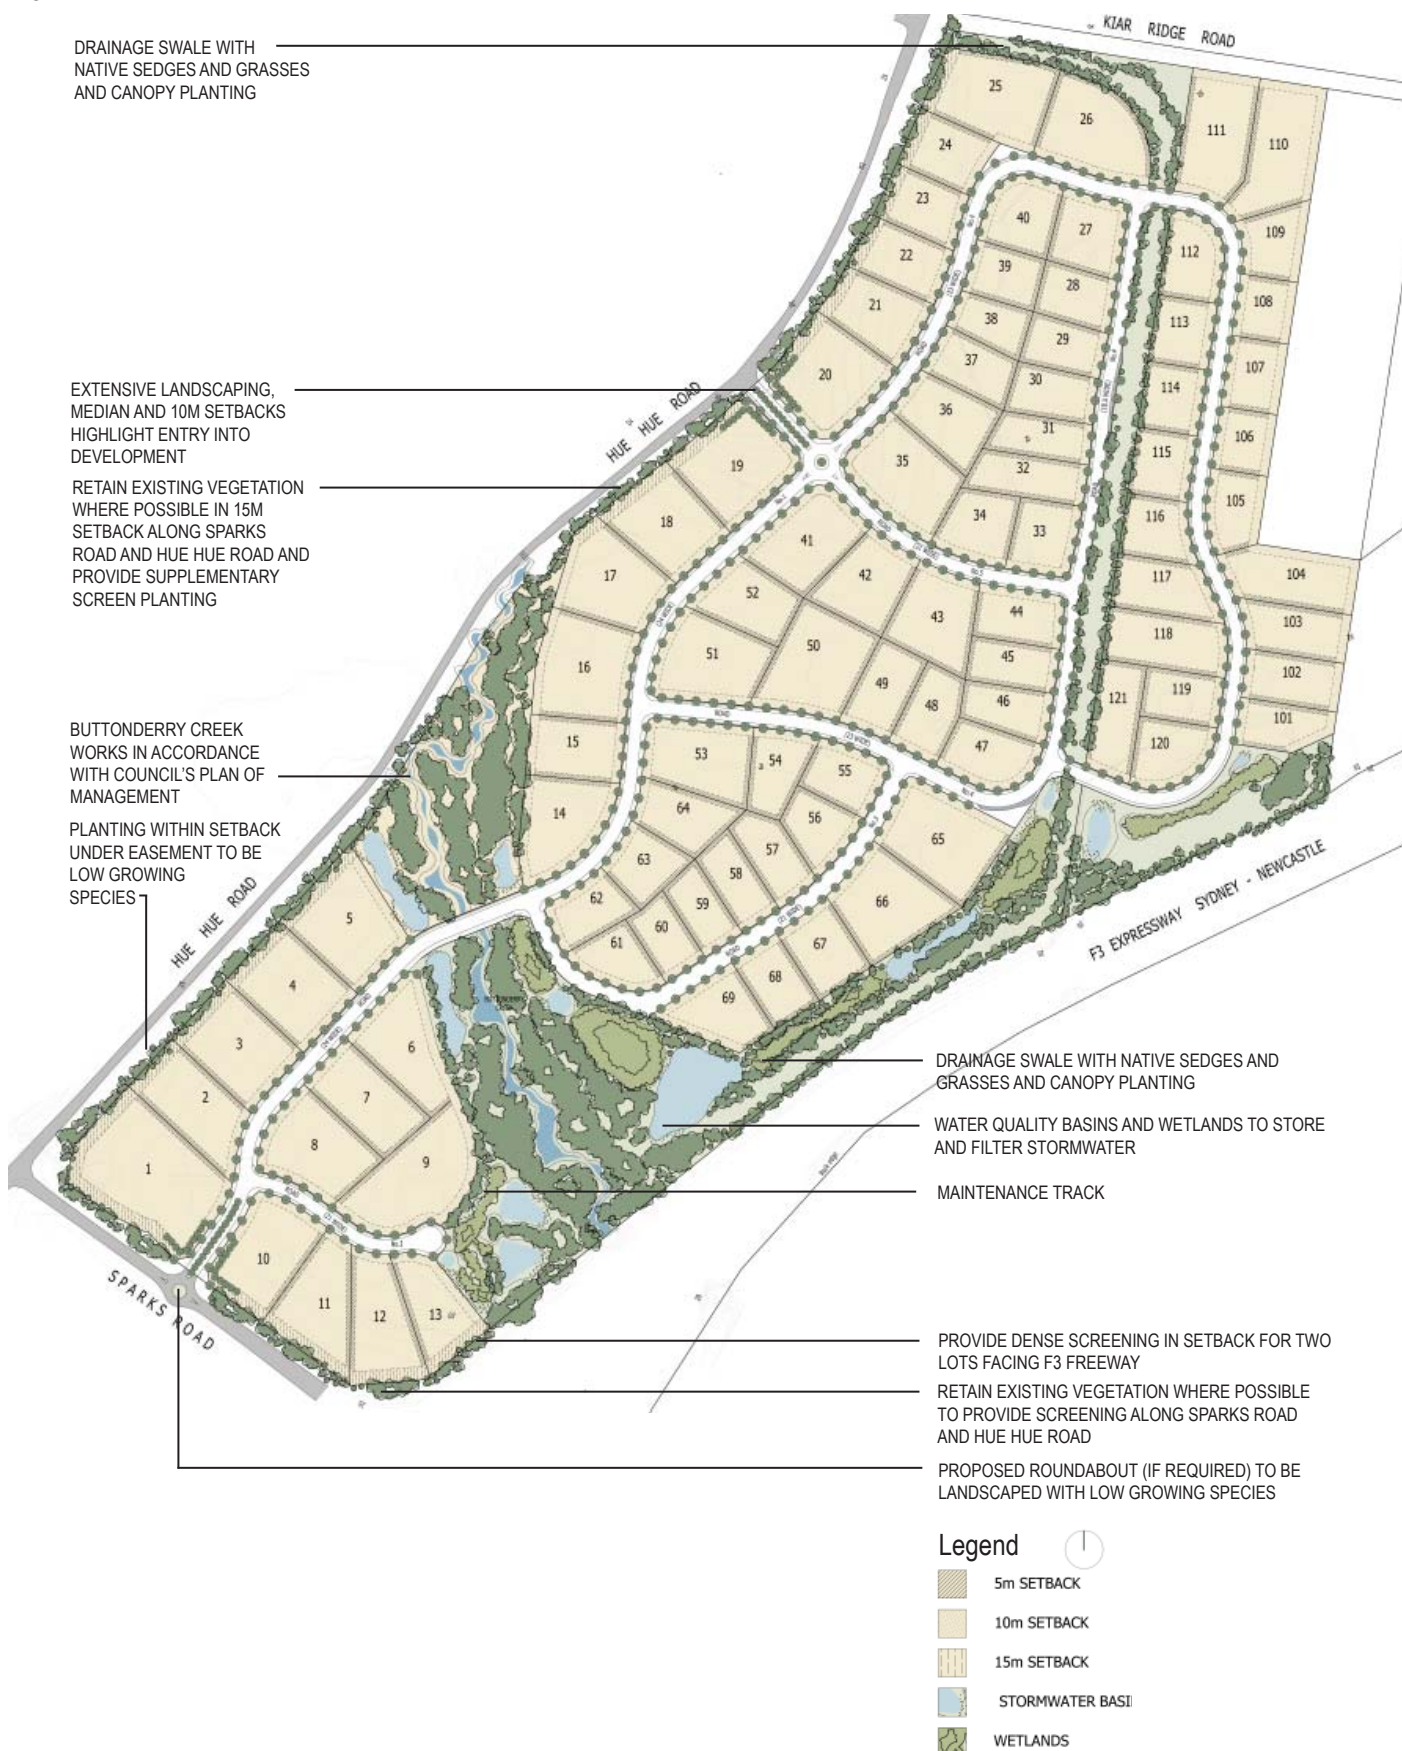 KIAR RIDGE ROAD
DRAINAGE SWALE WITH
NATIVE SEDGES AND GRASSES
AND CANOPY PLANTING
25
26
111
110
24
23
40
27
109
22
112
39
28
21
108
38
113
29
37
107
20
30
114
EXTENSIVE LANDSCAPING,
MEDIAN AND 10M SETBACKS
HIGHLIGHT ENTRY INTO
DEVELOPMENT
HUE HUE ROAD
36
31
106
115
35
19
32
105
RETAIN EXISTING VEGETATION
WHERE POSSIBLE IN 15M
SETBACK ALONG SPARKS
ROAD AND HUE HUE ROAD AND
PROVIDE SUPPLEMENTARY
SCREEN PLANTING
18
34
33
116
41
17
42
117
104
52
43
44
103
118
51
50
45
16
102
49
46
119
48
121
101
15
47
120
BUTTONDERRY CREEK
WORKS IN ACCORDANCE
WITH COUNCIL'S PLAN OF
MANAGEMENT
53
54
55
14
64
56
65
PLANTING WITHIN SETBACK
UNDER EASEMENT TO BE
LOW GROWING
SPECIES
63
57
58
62
59
66
60
61
67
68
69
HUE HUE ROAD
5
4
3
6
2
7
8
9
1
F3 EXPRESSWAY SYDNEY - NEWCASTLE
DRAINAGE SWALE WITH NATIVE SEDGES AND
GRASSES AND CANOPY PLANTING
WATER QUALITY BASINS AND WETLANDS TO STORE
AND FILTER STORMWATER
MAINTENANCE TRACK
10
11
12
13
SPARKS ROAD
PROVIDE DENSE SCREENING IN SETBACK FOR TWO
LOTS FACING F3 FREEWAY
RETAIN EXISTING VEGETATION WHERE POSSIBLE
TO PROVIDE SCREENING ALONG SPARKS ROAD
AND HUE HUE ROAD
PROPOSED ROUNDABOUT (IF REQUIRED) TO BE
LANDSCAPED WITH LOW GROWING SPECIES
Legend
5m SETBACK
10m SETBACK
15m SETBACK
STORMWATER BASI
WETLANDS